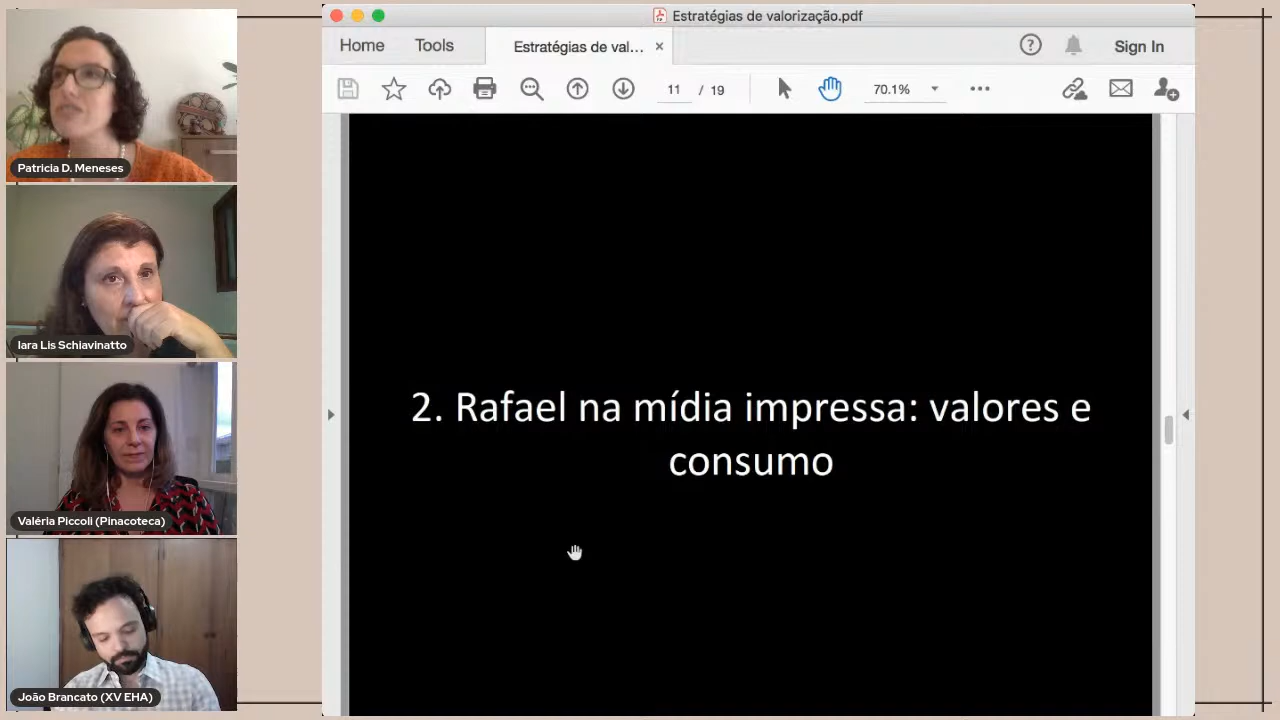 Estratégias de valorização.pdf
Home
Tools
Estratégias de val...
×
?
Sign In
11 / 19
70.1%
2. Rafael na mídia impressa: valores e
consumo
Patricia D. Meneses
Iara Lis Schiavinatto
Valéria Piccoli (Pinacoteca)
João Brancato (XV EHA)